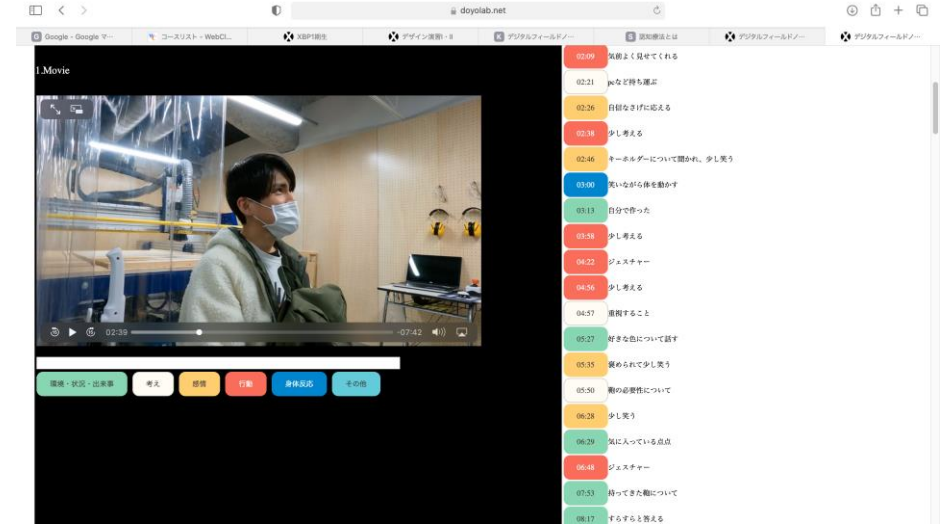 doyolab.net
Google - Google マ…
コースリスト - WebCl…
XBP1期生
デザイン演習I - II
デジタルフィールドノ…
認知療法とは
デジタルフィールドノ…
デジタルフィールドノ…
1.Movie
02:39
-07:42
環境・状況・出来事
考え
感情
行動
身体反応
その他
02:09 気前よく見せてくれる
02:21 pcなど持ち運ぶ
02:26 自信なさげに応える
02:38 少し考える
02:46 キーホルダーについて聞かれ、少し笑う
03:00 笑いながら体を動かす
03:13 自分で作った
03:58 少し考える
04:22 ジェスチャー
04:56 少し考える
04:57 重視すること
05:27 好きな色について話す
05:35 褒められて少し笑う
05:50 鞄の必要性について
06:28 少し笑う
06:29 気に入っている点点
06:48 ジェスチャー
07:53 持ってきた鞄について
08:17 すらすらと答える